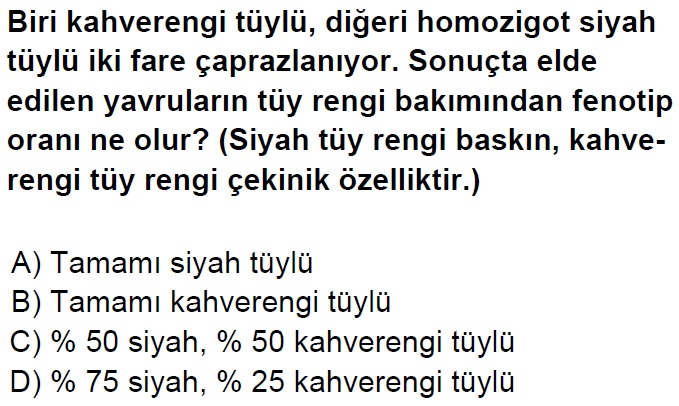 Biri kahverengi tüylü, diğeri homozigot siyah
tüylü iki fare çaprazlanıyor. Sonuçta elde
edilen yavruların tüy rengi bakımından fenotip
oranı ne olur? (Siyah tüy rengi baskın, kahve-
rengi tüy rengi çekinik özelliktir.)
A) Tamamı siyah tüylü
B) Tamamı kahverengi tüylü
C) % 50 siyah, % 50 kahverengi tüylü
D) % 75 siyah, % 25 kahverengi tüylü